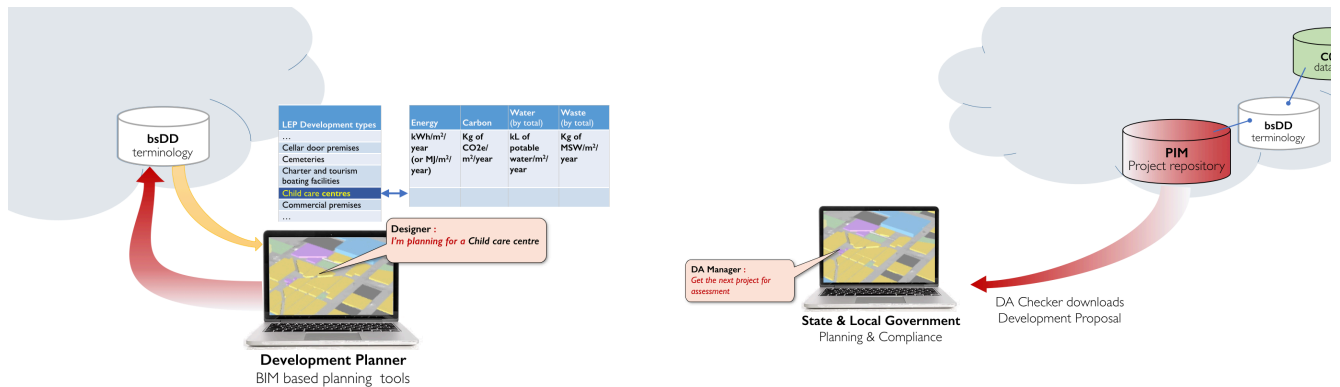 bsDD
terminology
LEP Development types
...
Cellar door premises
Cemeteries
Charter and tourism
boating facilities
Child care centres
Commercial premises
...
Energy
Carbon
Water
(by total)
Waste
(by total)
kWh/m²/
year
(or MJ/m²/
year)
Kg of
CO2e/
m²/year
kL of
potable
water/m²/
year
Kg of
MSW/m²/
year
Designer :
I'm planning for a Child care centre
Development Planner
BIM based planning tools
data
bsDD
terminology
PIM
Project repository
DA Manager :
Get the next project for
assessment
State & Local Government
Planning & Compliance
DA Checker downloads
Development Proposal